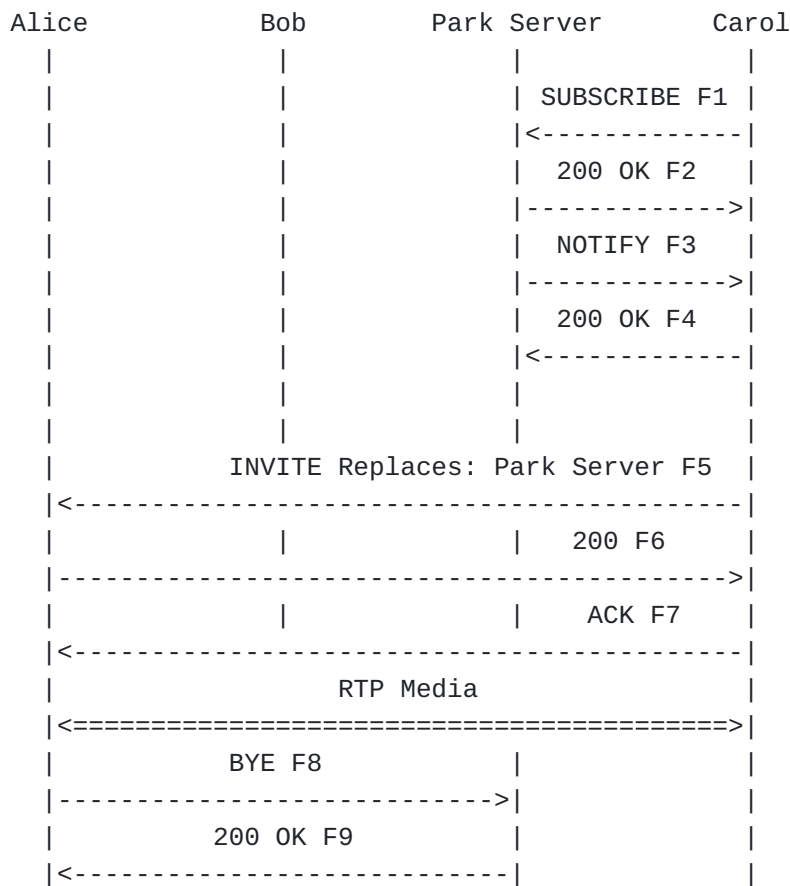 Alice Bob Park Server Carol
SUBSCRIBE F1
200 OK F2
NOTIFY F3
200 OK F4
INVITE Replaces: Park Server F5
200 F6
ACK F7
RTP Media
BYE F8
200 OK F9